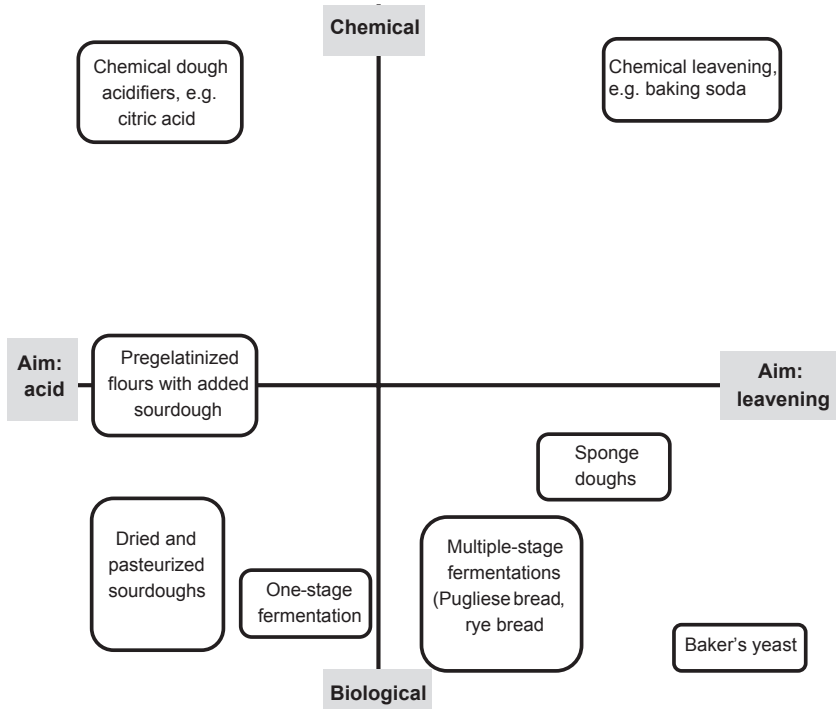 Chemical
Chemical dough
acidifiers, e.g.
citric acid
Chemical leavening,
e.g. baking soda
Aim:
acid
Pregelatinized
flours with added
sourdough
Aim:
leavening
Sponge
doughs
Dried and
pasteurized
sourdoughs
One-stage
fermentation
Multiple-stage
fermentations
(Pugliese bread,
rye bread
Baker's yeast
Biological